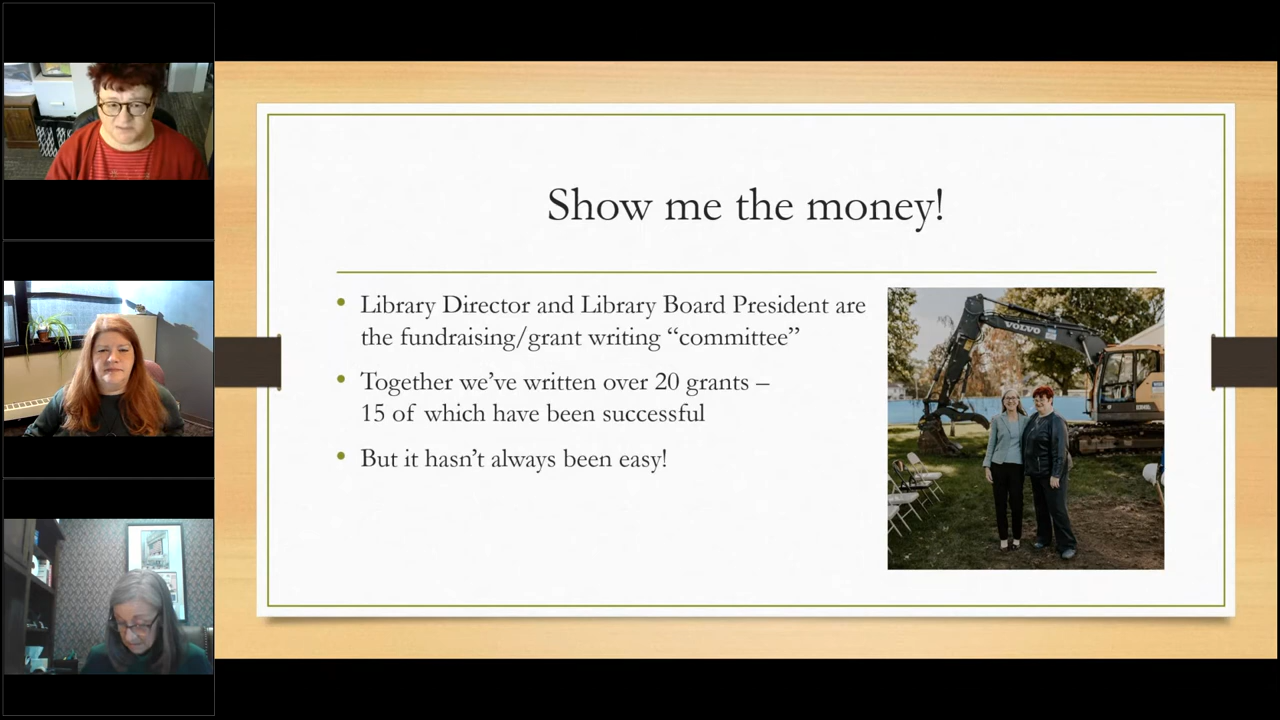 Show me the money!
• Library Director and Library Board President are
the fundraising/grant writing “committee”
• Together we’ve written over 20 grants –
15 of which have been successful
• But it hasn’t always been easy!
VOLVO